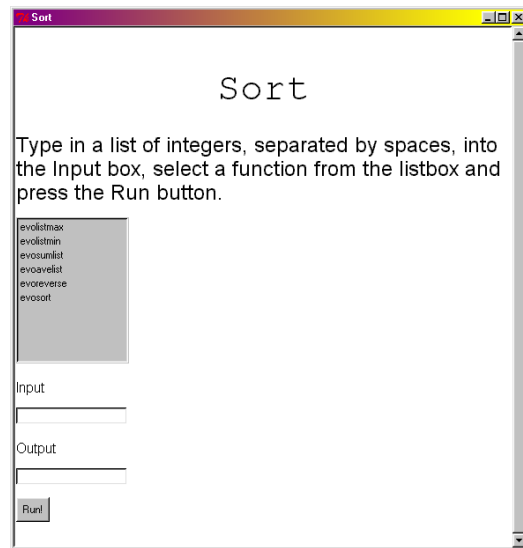 Sort
Sort
Type in a list of integers, separated by spaces, into
the Input box, select a function from the listbox and
press the Run button.
evolistmax
evolistmin
evosumlist
evoavelist
evoreverse
evosort
Input
Output
Run!